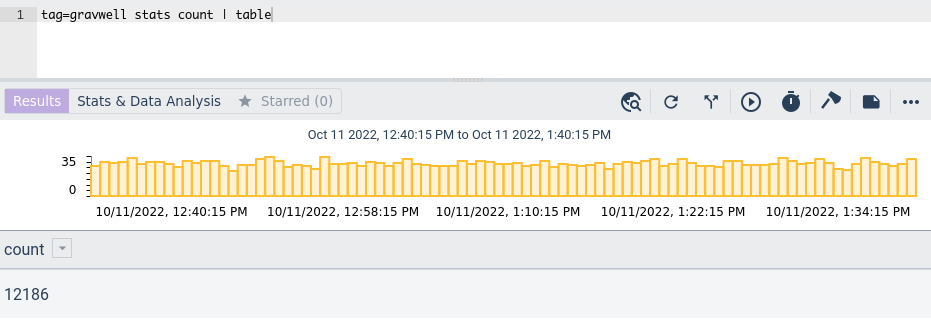 1 tag=gravwell stats count | table
Results Stats & Data Analysis Starred (0)
Oct 11 2022, 12:40:15 PM to Oct 11 2022, 1:40:15 PM
35
0
10/11/2022, 12:40:15 PM 10/11/2022, 12:58:15 PM 10/11/2022, 1:10:15 PM 10/11/2022, 1:22:15 PM 10/11/2022, 1:34:15 PM
count
12186